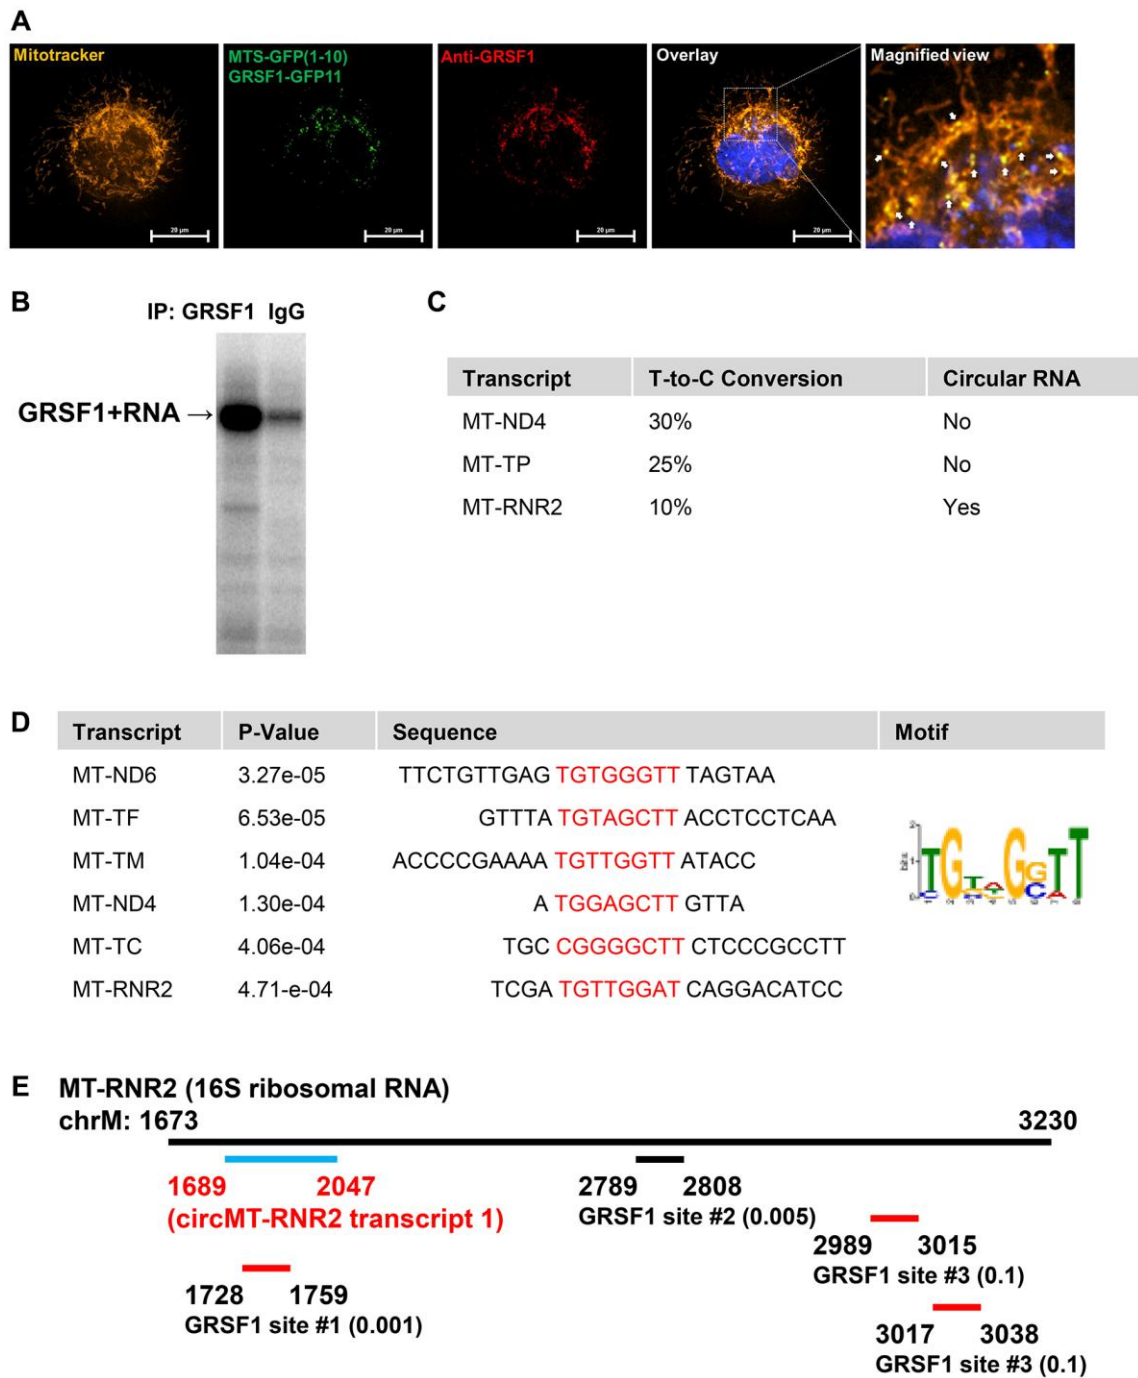 A
Mitotracker
MTS-GFP(1-10)
GRSF1-GFP11
Anti-GRSF1
Overlay
Magnified view
20 µm
20 µm
20 µm
20 µm
B
IP: GRSF1 IgG
GRSF1+RNA →
C
Transcript T-to-C Conversion Circular RNA
MT-ND4 30% No
MT-TP 25% No
MT-RNR2 10% Yes
D
Transcript P-Value Sequence Motif
MT-ND6 3.27e-05 TTCTGTTGAG TGTGGGTT TAGTAA
MT-TF 6.53e-05 GTTTA TGTAGCTT ACCTCCTCAA
MT-TM 1.04e-04 ACCCCGAAAA TGTTGGTT ATACC
MT-ND4 1.30e-04 A TGGAGCTT GTTA
MT-TC 4.06e-04 TGC CGGGGCTT CTCCCGCCTT
MT-RNR2 4.71-e-04 TCGA TGTTGGAT CAGGACATCC
bits
2
1
0
E MT-RNR2 (16S ribosomal RNA)
chrM: 1673 3230
1689 2047
(circMT-RNR2 transcript 1)
2789 2808
GRSF1 site #2 (0.005)
2989 3015
GRSF1 site #3 (0.1)
1728 1759
GRSF1 site #1 (0.001)
3017 3038
GRSF1 site #3 (0.1)